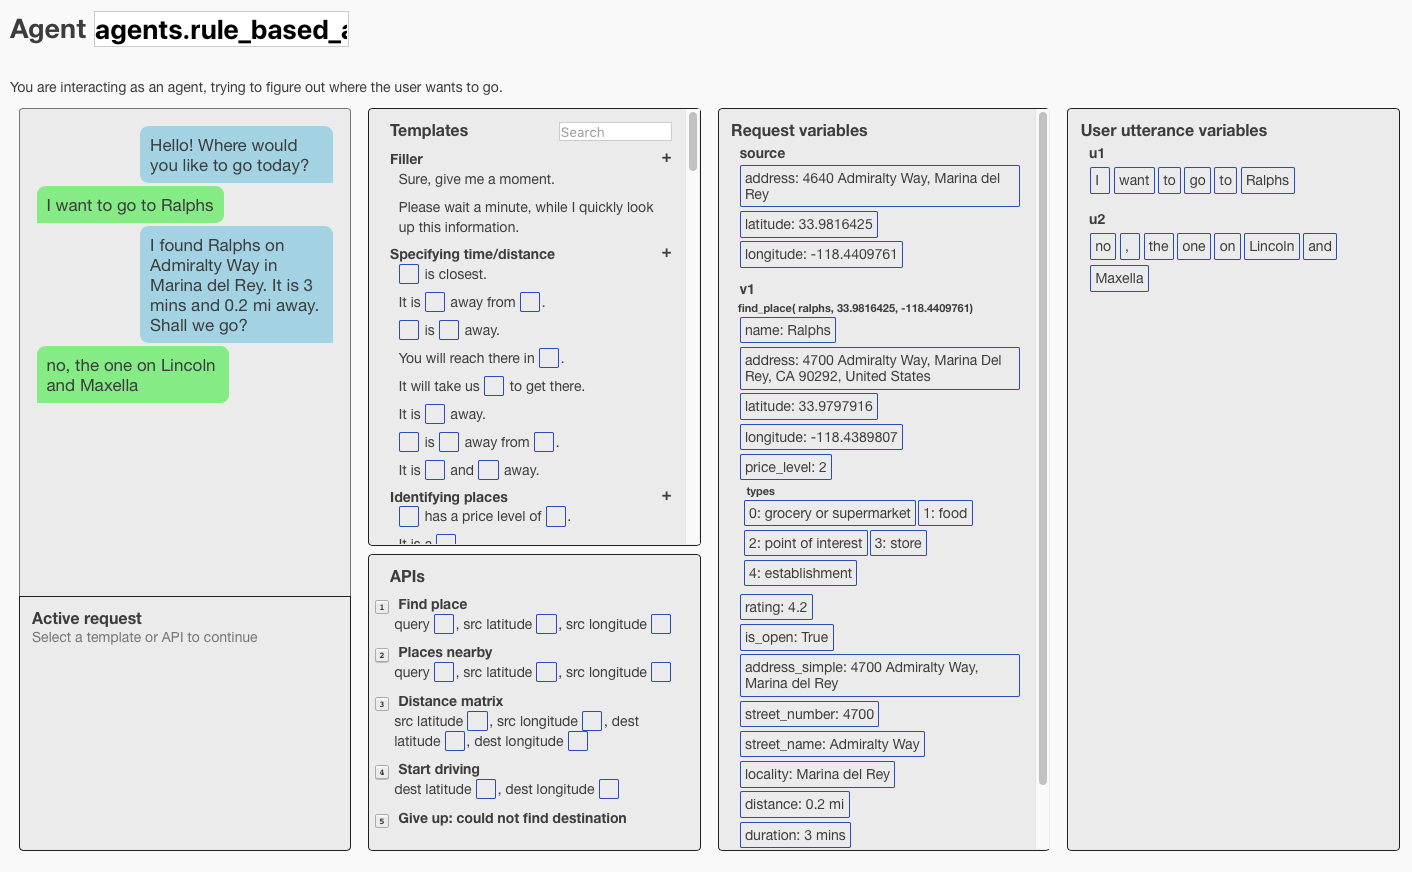 Agent agents.rule_based_a
You are interacting as an agent, trying to figure out where the user wants to go.
Hello! Where would
you like to go today?
I want to go to Ralphs
I found Ralphs on
Admiralty Way in
Marina del Rey. It is 3
mins and 0.2 mi away.
Shall we go?
no, the one on Lincoln
and Maxella
Active request
Select a template or API to continue
Templates
Search
Filler +
Sure, give me a moment.
Please wait a minute, while I quickly look
up this information.
Specifying time/distance +
is closest.
It is away from .
is away.
You will reach there in .
It will take us to get there.
It is away.
is away from .
It is and away.
Identifying places +
has a price level of .
It is a
APIs
1 Find place
query , src latitude , src longitude
2 Places nearby
query , src latitude , src longitude
3 Distance matrix
src latitude , src longitude , dest
latitude , dest longitude
4 Start driving
dest latitude , dest longitude
5 Give up: could not find destination
Request variables
source
address: 4640 Admiralty Way, Marina del
Rey
latitude: 33.9816425
longitude: -118.4409761
v1
find_place( ralphs, 33.9816425, -118.4409761)
name: Ralphs
address: 4700 Admiralty Way, Marina Del
Rey, CA 90292, United States
latitude: 33.9797916
longitude: -118.4389807
price_level: 2
types
0: grocery or supermarket 1: food
2: point of interest 3: store
4: establishment
rating: 4.2
is_open: True
address_simple: 4700 Admiralty Way,
Marina del Rey
street_number: 4700
street_name: Admiralty Way
locality: Marina del Rey
distance: 0.2 mi
duration: 3 mins
User utterance variables
u1
I want to go to Ralphs
u2
no , the one on Lincoln and
Maxella